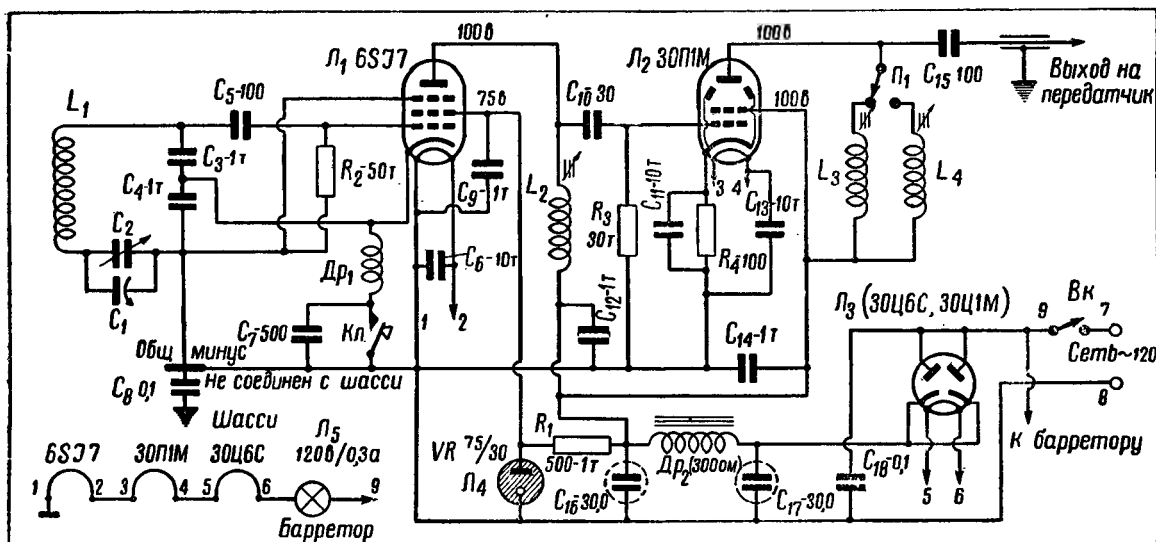 100в
Л₁ 6SJ7
L₁
C₅-100
75в
C₃-1т
C₄-1т
R₂-50т
C₉-1т
C₂
C₁
Др₁
C₆-10т
C₇-500
Кл.
1
2
Общ минус
Не соединен с шасси
C₈ 0,1
Шасси
100в
Л₂ 30П1М
C₁₀ 30
100в
L₂
R₃ 30т
C₁₁-10т
3 4
C₁₃-10т
R₄-100
C₁₂-1т
C₁₄-1т
П₁
C₁₅ 100
Выход на
передатчик
L₃
L₄
Л₃ (30Ц6С, 30Ц1М)
9
Вк
7
Сеть~120
8
К барретору
5
6
C₁₈-0,1
R₁
500-1т
VR 75/30
Л₄
Др₂ (300ом)
C₁₆-30,0
C₁₇-30,0
6SJ7
30П1М
30Ц6С
Л₅
120в/0,3а
1 2 3 4 5 6 9
Барретор